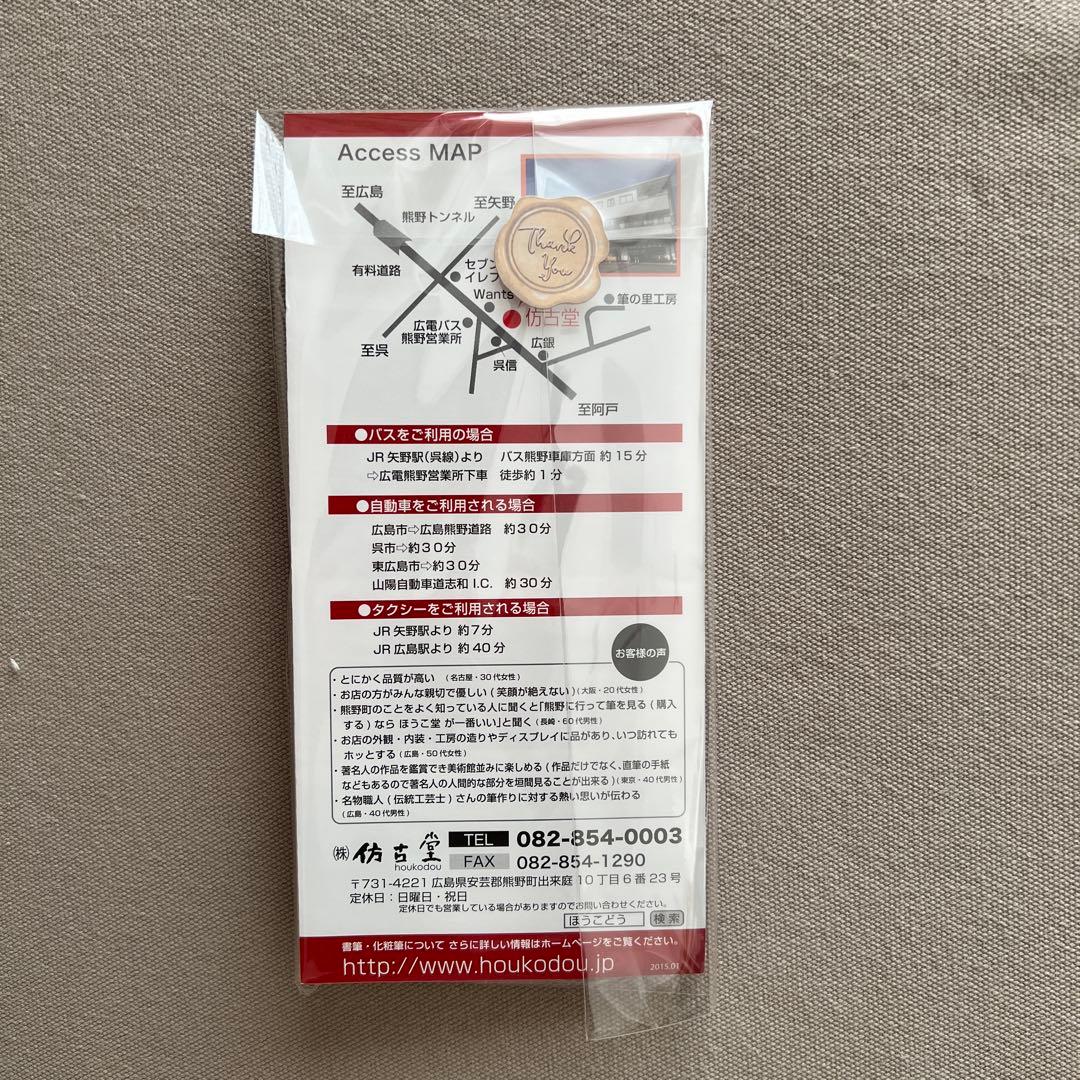 Access MAP
至広島
至矢野
熊野トンネル
Thank
You
有料道路
セブン
イレブ
Wants
筆の里工房
仿古堂
広電バス
熊野営業所
広銀
至呉
呉信
至阿戸
●バスをご利用の場合
JR 矢野駅(呉線)より バス熊野車庫方面 約15分
⇨広電熊野営業所下車 徒歩約1分
●自動車をご利用される場合
広島市⇨広島熊野道路 約30分
呉市⇨約30分
東広島市⇨約30分
山陽自動車道志和 I.C. 約30分
●タクシーをご利用される場合
JR 矢野駅より 約7分
JR 広島駅より 約40分
お客様の声
・とにかく品質が高い (名古屋・30代女性)
・お店の方がみんな親切で優しい(笑顔が絶えない)(大阪・20代女性)
・熊野町のことをよく知っている人に聞くと「熊野に行って筆を見る(購入
する)なら ほうこ堂 が一番いい」と聞く(長崎・60代男性)
・お店の外観・内装・工房の造りやディスプレイに品があり、いつ訪れても
ホッとする(広島・50代女性)
・著名人の作品を鑑賞でき美術館並みに楽しめる(作品だけでなく、直筆の手紙
などもあるので著名人の人間的な部分を垣間見ることが出来る)(東京・40代男性)
・名物職人(伝統工芸士)さんの筆作りに対する熱い思いが伝わる
(広島・40代男性)
㈱ 仿古堂 TEL 082-854-0003
houkodou FAX 082-854-1290
〒731-4221 広島県安芸郡熊野町出来庭10丁目6番23号
定休日:日曜日・祝日
定休日でも営業している場合がありますのでお問い合わせください。
ほうこどう 検索
書筆・化粧筆について さらに詳しい情報はホームページをご覧ください。
http://www.houkodou.jp 2015.01